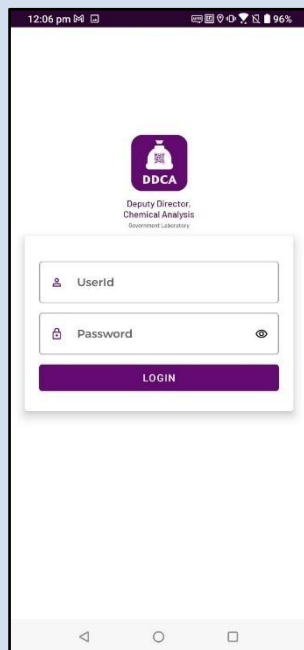 12:06 pm
96%
DDCA
Deputy Director,
Chemical Analysis
Government Laboratory
UserId
Password
LOGIN